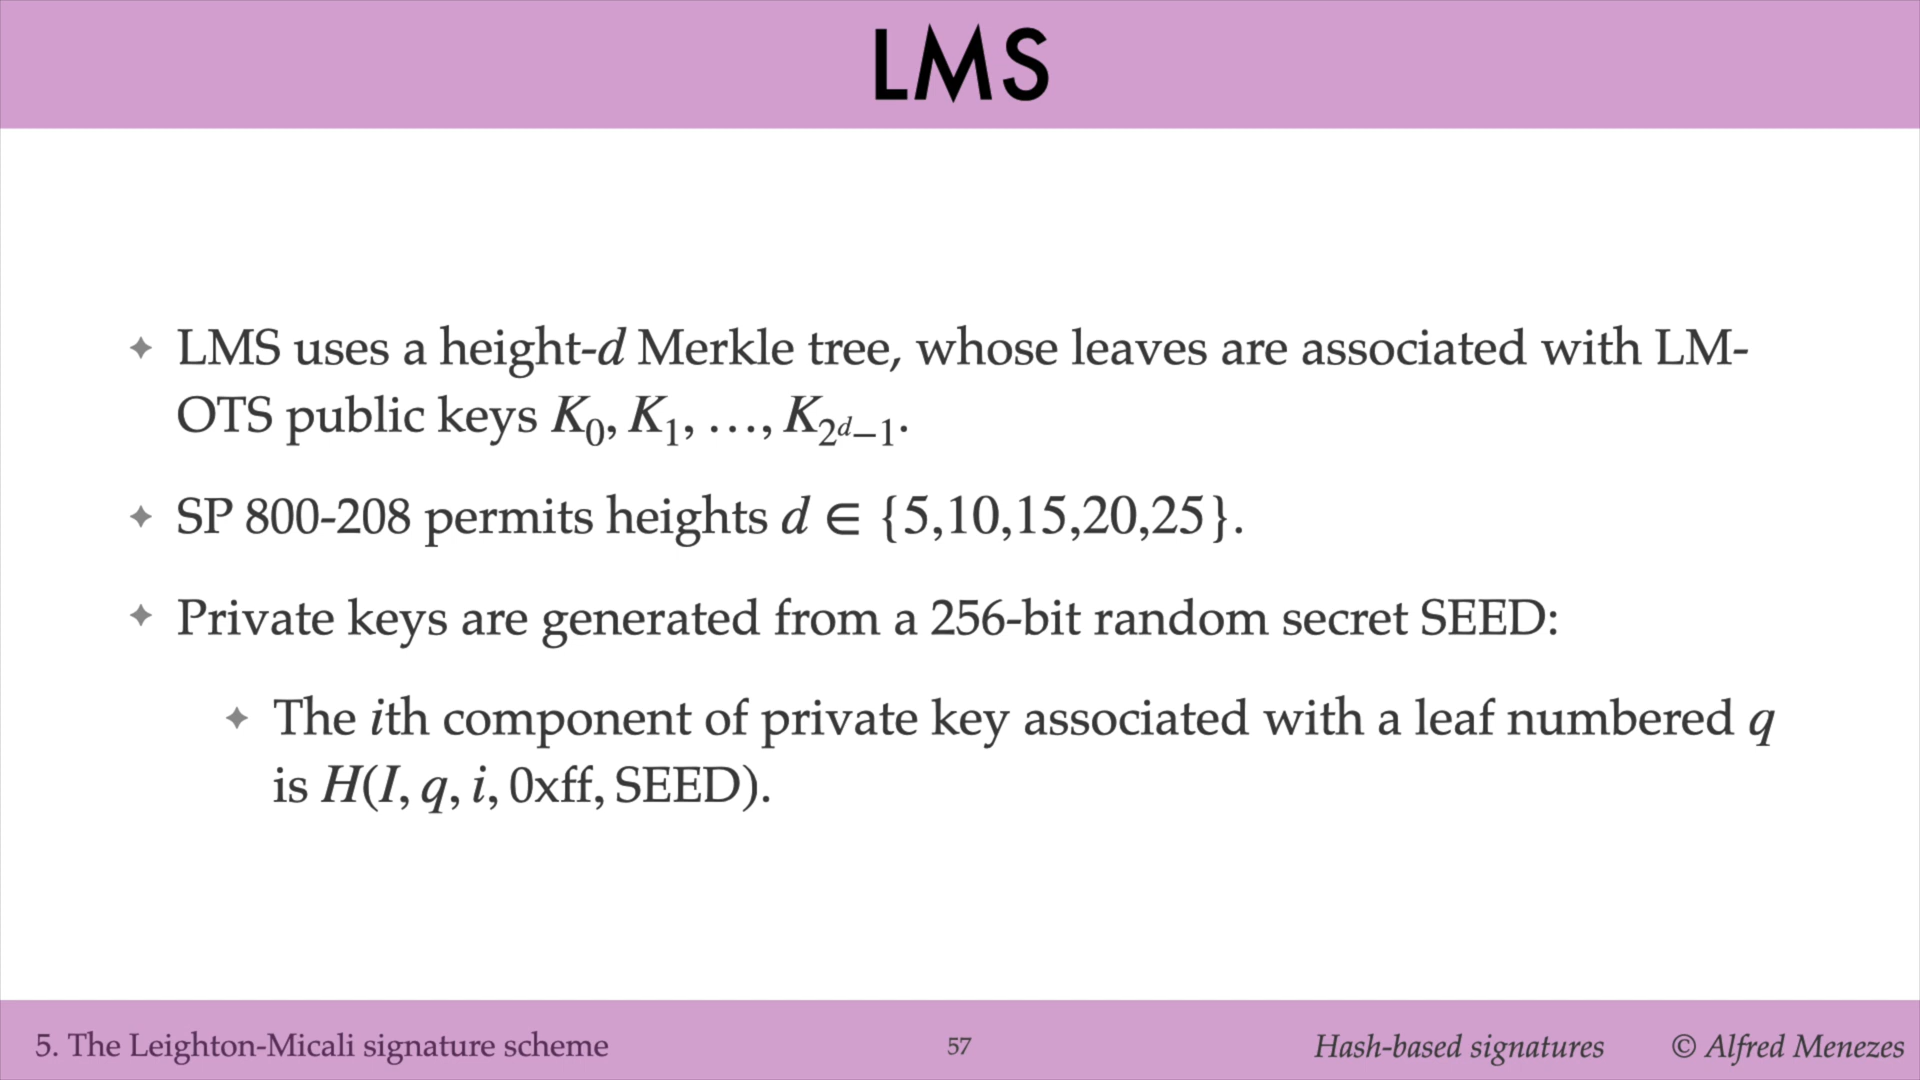 LMS
✦ LMS uses a height-d Merkle tree, whose leaves are associated with LM-
OTS public keys K₀, K₁, …, K_{2^d−1}.
✦ SP 800-208 permits heights d ∈ {5,10,15,20,25}.
✦ Private keys are generated from a 256-bit random secret SEED:
✦ The ith component of private key associated with a leaf numbered q
is H(I, q, i, 0xff, SEED).
5. The Leighton-Micali signature scheme 57 Hash-based signatures © Alfred Menezes